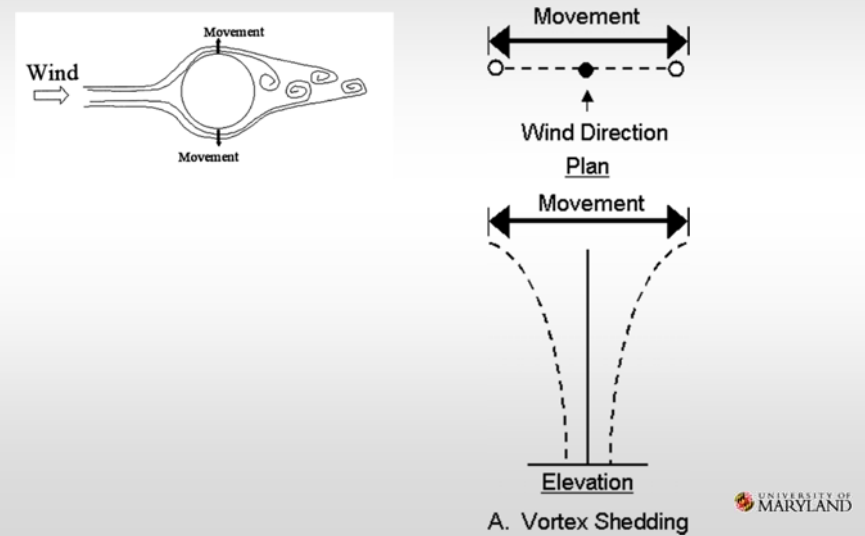 Movement
Wind
Movement
Movement
Wind Direction
Plan
Movement
Elevation
A. Vortex Shedding
UNIVERSITY OF
MARYLAND